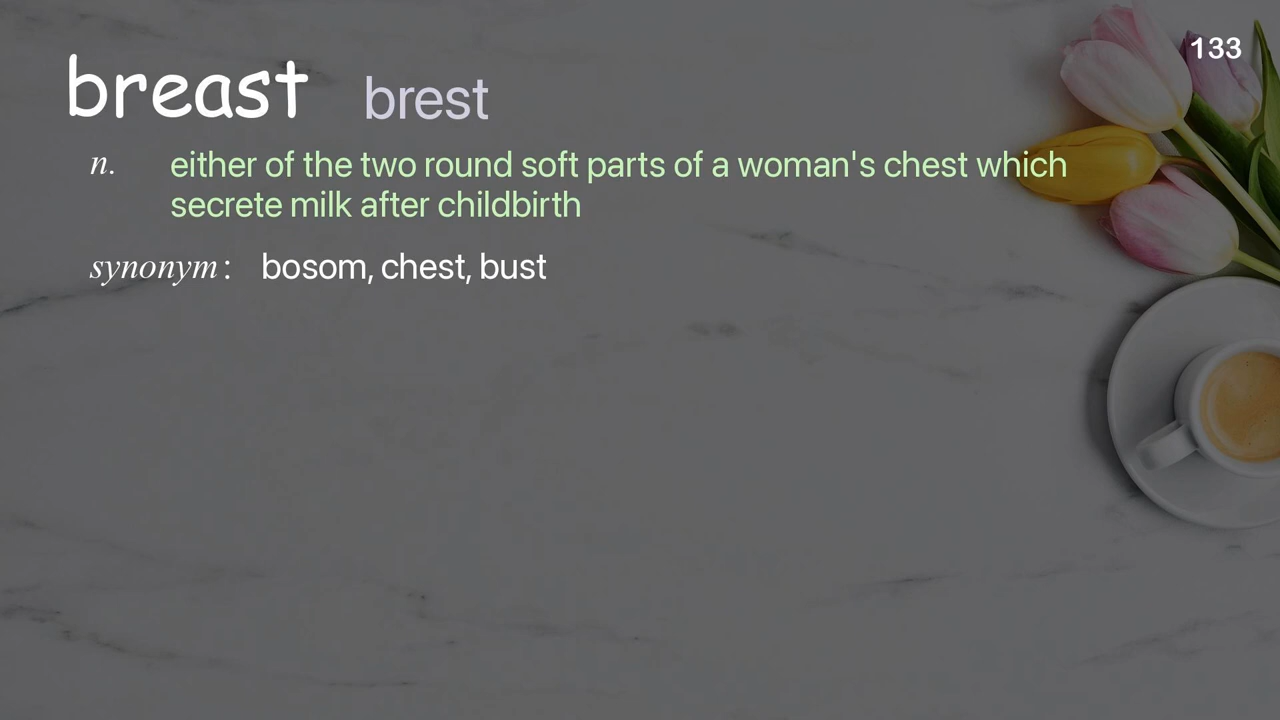 133
breast brest
n. either of the two round soft parts of a woman's chest which
secrete milk after childbirth
synonym: bosom, chest, bust